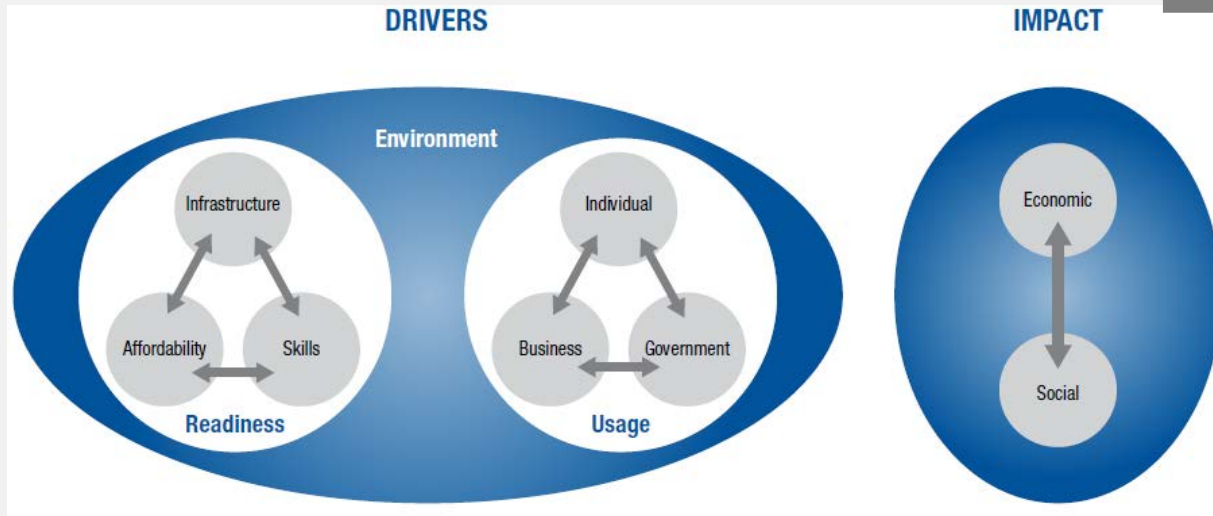 DRIVERS
IMPACT
Environment
Infrastructure
Affordability
Skills
Readiness
Individual
Business
Government
Usage
Economic
Social